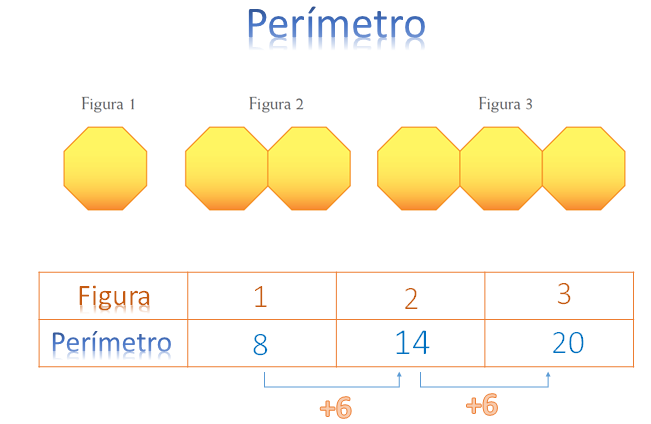 Perímetro
Figura 1 Figura 2 Figura 3
Figura 1 2 3
Perímetro 8 14 20
+6 +6